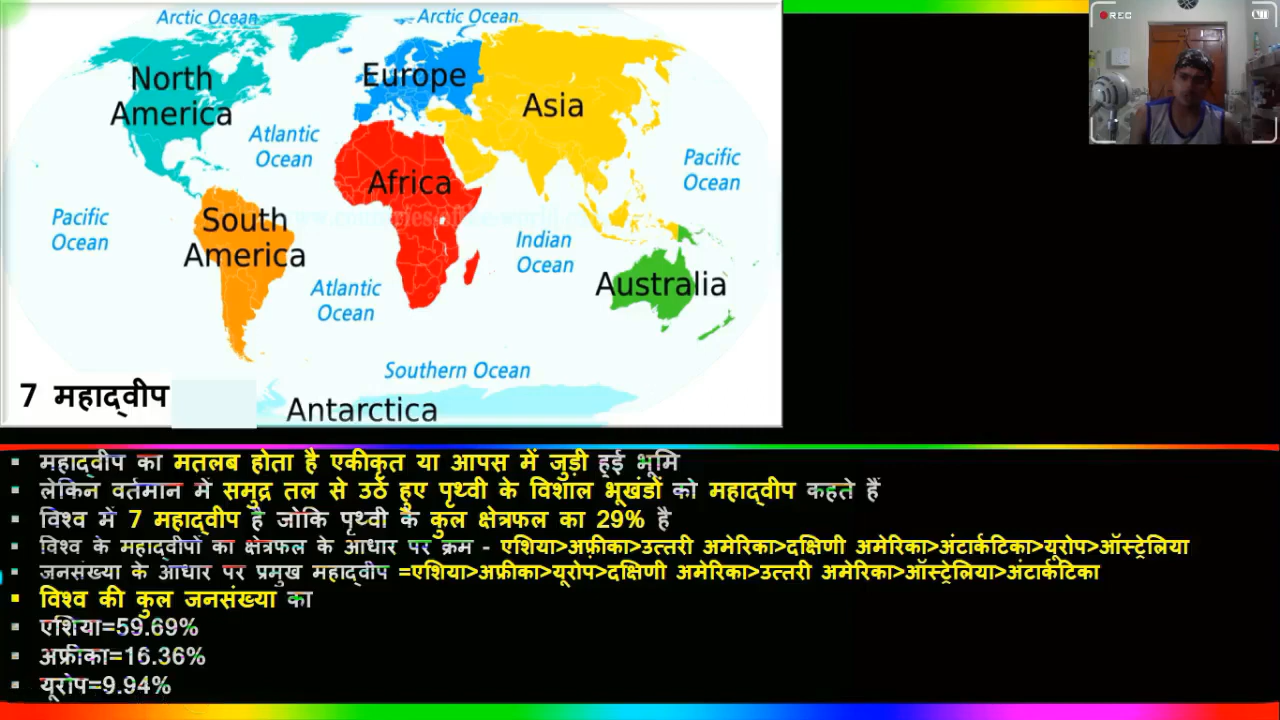 Arctic Ocean
Arctic Ocean
REC
North
America
Europe
Asia
Atlantic
Ocean
Pacific
Ocean
Africa
Pacific
Ocean
South
America
Indian
Ocean
Australia
Atlantic
Ocean
Southern Ocean
7 महाद्वीप
Antarctica
▪ महाद्वीप का मतलब होता है एकीकृत या आपस में जुड़ी हुई भूमि
▪ लेकिन वर्तमान में समुद्र तल से उठे हुए पृथ्वी के विशाल भूखंडों को महाद्वीप कहते हैं
▪ विश्व में 7 महाद्वीप है जोकि पृथ्वी के कुल क्षेत्रफल का 29% है
▪ विश्व के महाद्वीपों का क्षेत्रफल के आधार पर क्रम - एशिया>अफ्रीका>उत्तरी अमेरिका>दक्षिणी अमेरिका>अंटार्कटिका>यूरोप>ऑस्ट्रेलिया
▪ जनसंख्या के आधार पर प्रमुख महाद्वीप =एशिया>अफ्रीका>यूरोप>दक्षिणी अमेरिका>उत्तरी अमेरिका>ऑस्ट्रेलिया>अंटार्कटिका
▪ विश्व की कुल जनसंख्या का
▪ एशिया=59.69%
▪ अफ्रीका=16.36%
▪ यूरोप=9.94%